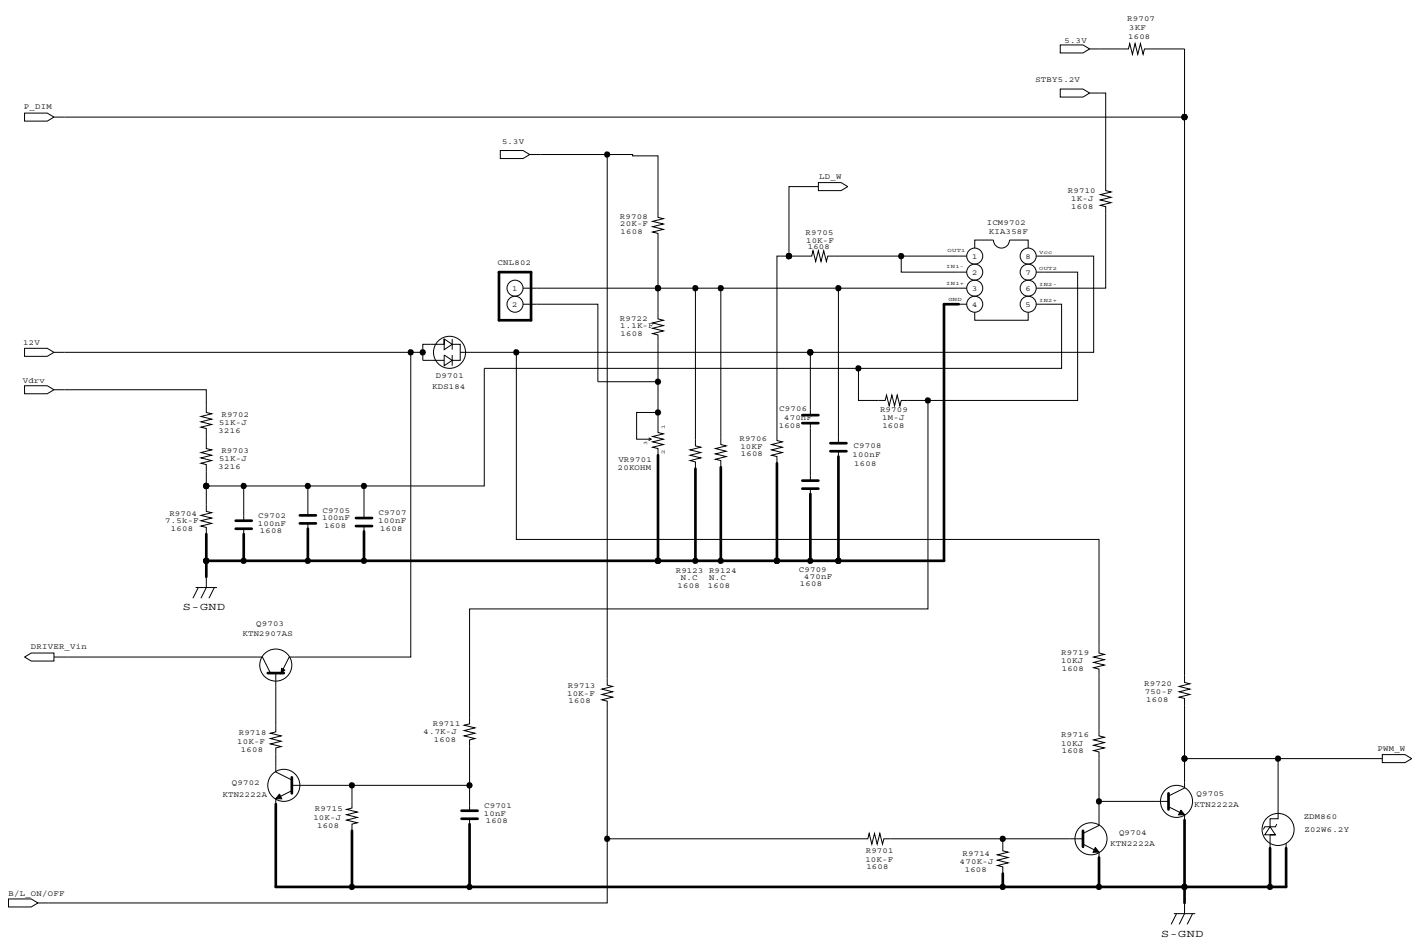 R9707
3KF
1608
5.3V
STBY5.2V
P_DIM
5.3V
LD_W
R9710
1K-J
1608
R9708
20K-F
1608
R9705
10K-F
1608
ICM9702
KIA358F
OUT1
IN1-
IN1+
GND
1
2
3
4
8
7
6
5
Vcc
OUT2
IN2-
IN2+
CNL802
1
2
R9722
1.1K-F
1608
12V
D9701
KDS184
Vdrv
R9702
51K-J
3216
R9703
51K-J
3216
C9706
470nF
1608
R9709
1M-J
1608
VR9701
20KOHM
1
3
2
R9706
10KF
1608
C9708
100nF
1608
R9704
7.5k-F
1608
C9702
100nF
1608
C9705
100nF
1608
C9707
100nF
1608
R9123
N.C
1608
R9124
N.C
1608
C9709
470nF
1608
S-GND
Q9703
KTN2907AS
DRIVER_Vin
R9719
10KJ
1608
R9713
10K-F
1608
R9720
750-F
1608
R9718
10K-F
1608
R9711
4.7K-J
1608
R9716
10KJ
1608
PWM_W
Q9702
KTN2222A
R9715
10K-J
1608
C9701
10nF
1608
Q9705
KTN2222A
ZDM860
Z02W6.2Y
R9701
10K-F
1608
R9714
470K-J
1608
Q9704
KTN2222A
B/L_ON/OFF
S-GND